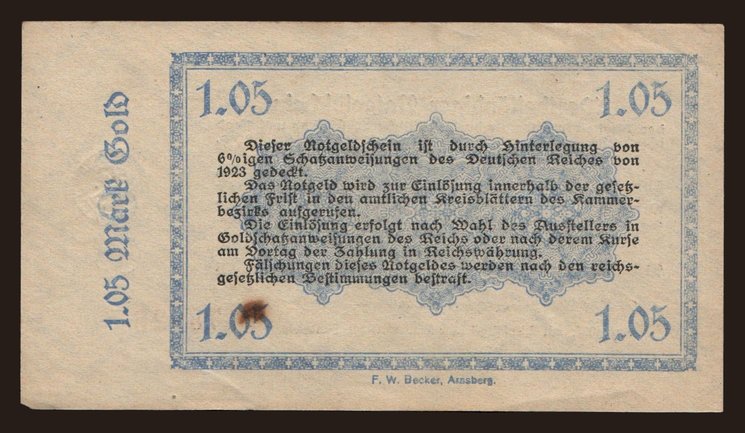 1.05 Mark Gold
1.05 1.05
Dieser Notgeldschein ist durch Hinterlegung von
6%igen Schatzanweisungen des Deutschen Reiches von
1923 gedeckt.
Das Notgeld wird zur Einlösung innerhalb der gesetz-
lichen Frist in den amtlichen Kreisblättern des Kammer-
bezirks aufgerufen.
Die Einlösung erfolgt nach Wahl des Ausstellers in
Goldschatzanweisungen des Reichs oder nach derem Kurse
am Vortag der Zahlung in Reichswährung.
Fälschungen dieses Notgeldes werden nach den reichs-
gesetzlichen Bestimmungen bestraft.
1.05 1.05
F. W. Becker, Arnsberg.